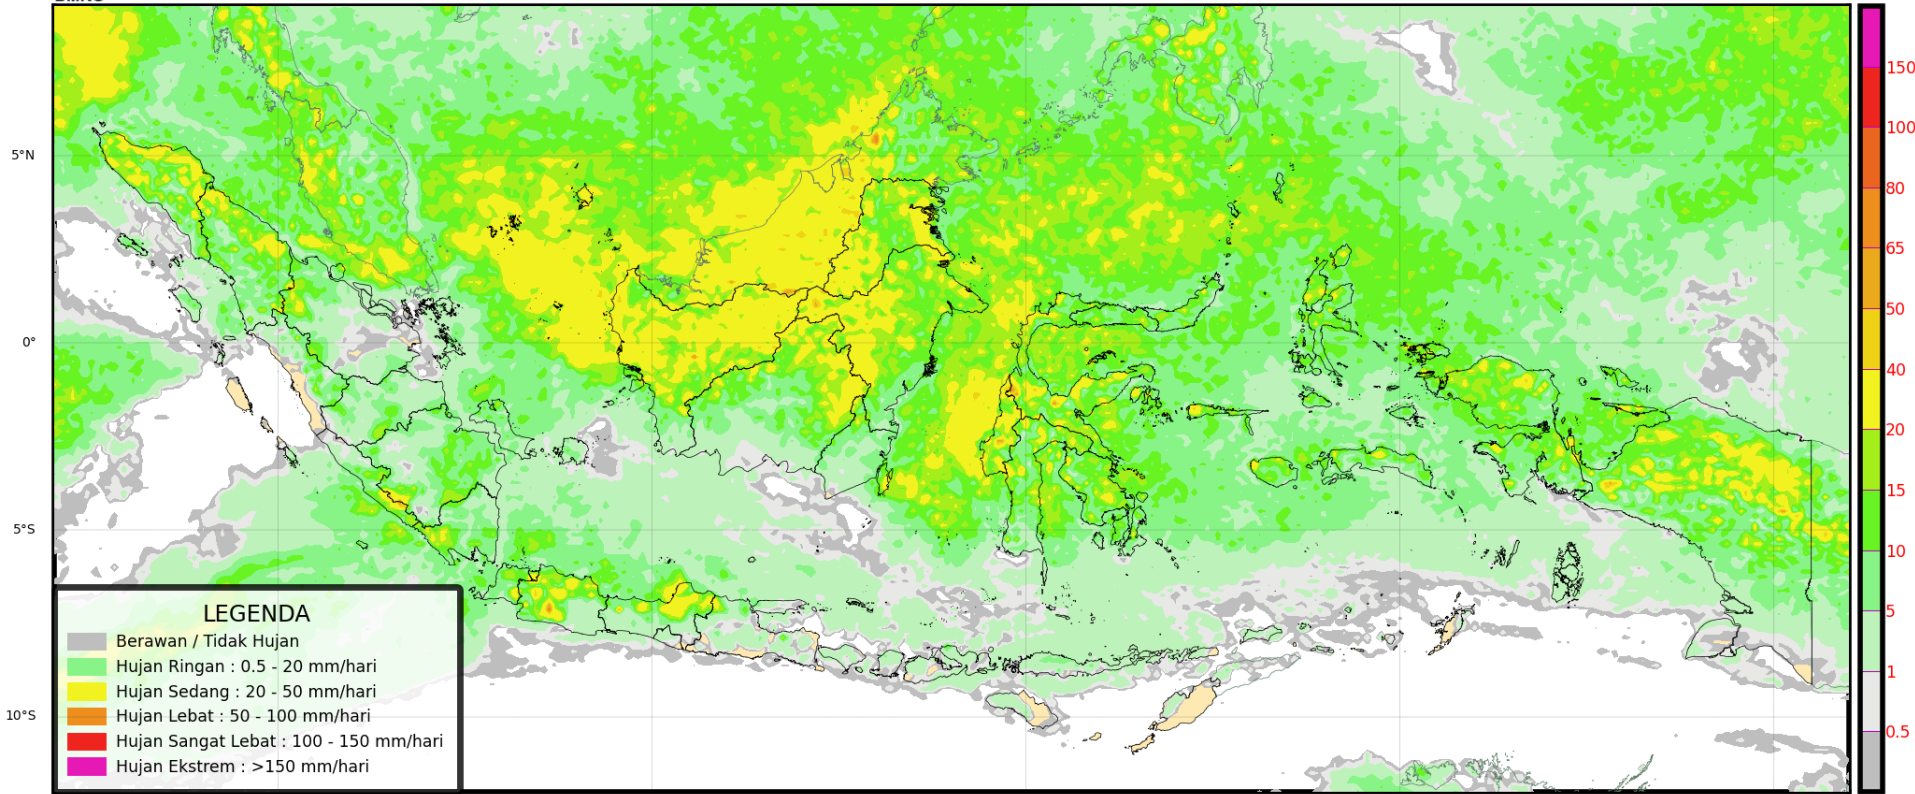 5°N
0°
5°S
10°S
LEGENDA
Berawan / Tidak Hujan
Hujan Ringan : 0.5 - 20 mm/hari
Hujan Sedang : 20 - 50 mm/hari
Hujan Lebat : 50 - 100 mm/hari
Hujan Sangat Lebat : 100 - 150 mm/hari
Hujan Ekstrem : >150 mm/hari
150
100
80
65
50
40
20
15
10
5
1
0.5